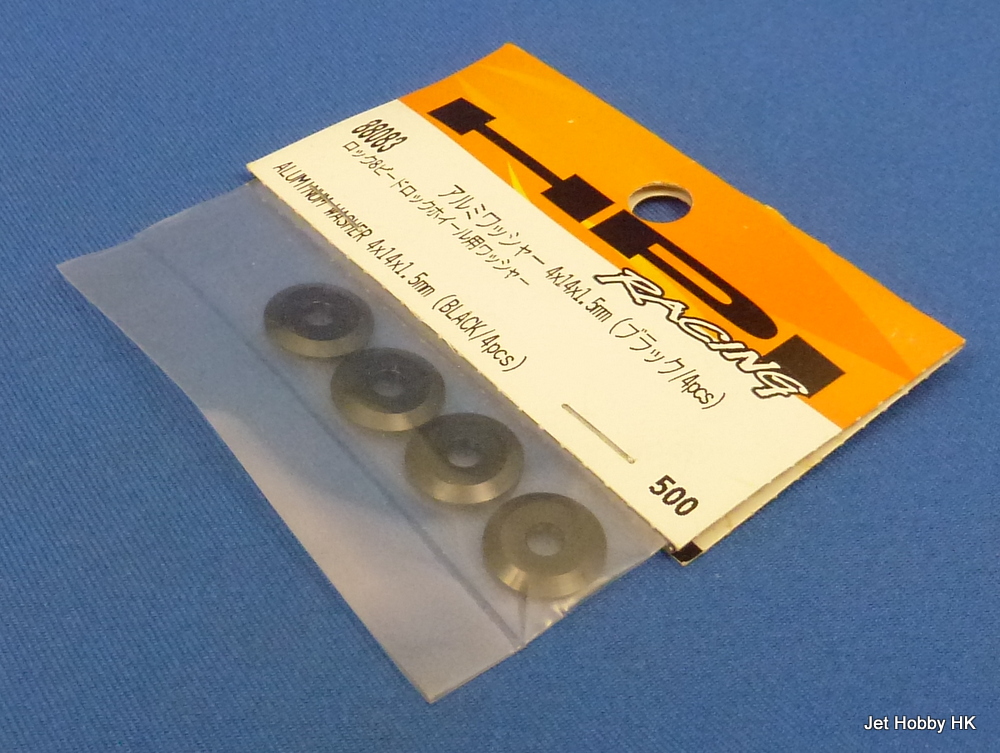 HPI
RACING
88083
アルミワッシャー 4x14x1.5mm (ブラック/4pcs)
ロック8ビードロックホイール用ワッシャー
ALUMINUM WASHER 4x14x1.5mm (BLACK/4pcs)
500
Jet Hobby HK